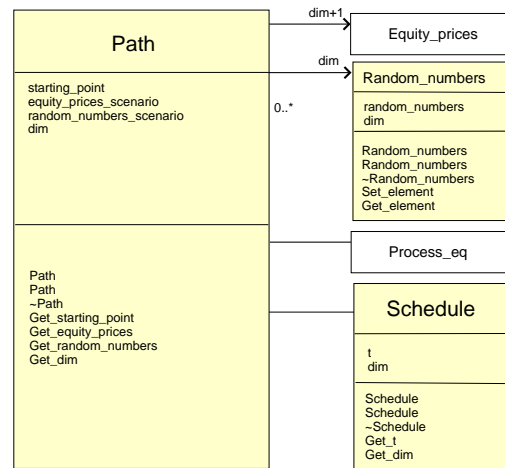 Path
starting_point
equity_prices_scenario
random_numbers_scenario
dim
Path
Path
~Path
Get_starting_point
Get_equity_prices
Get_random_numbers
Get_dim
dim+1
Equity_prices
dim
0..*
Random_numbers
random_numbers
dim
Random_numbers
Random_numbers
~Random_numbers
Set_element
Get_element
Process_eq
Schedule
t
dim
Schedule
Schedule
~Schedule
Get_t
Get_dim